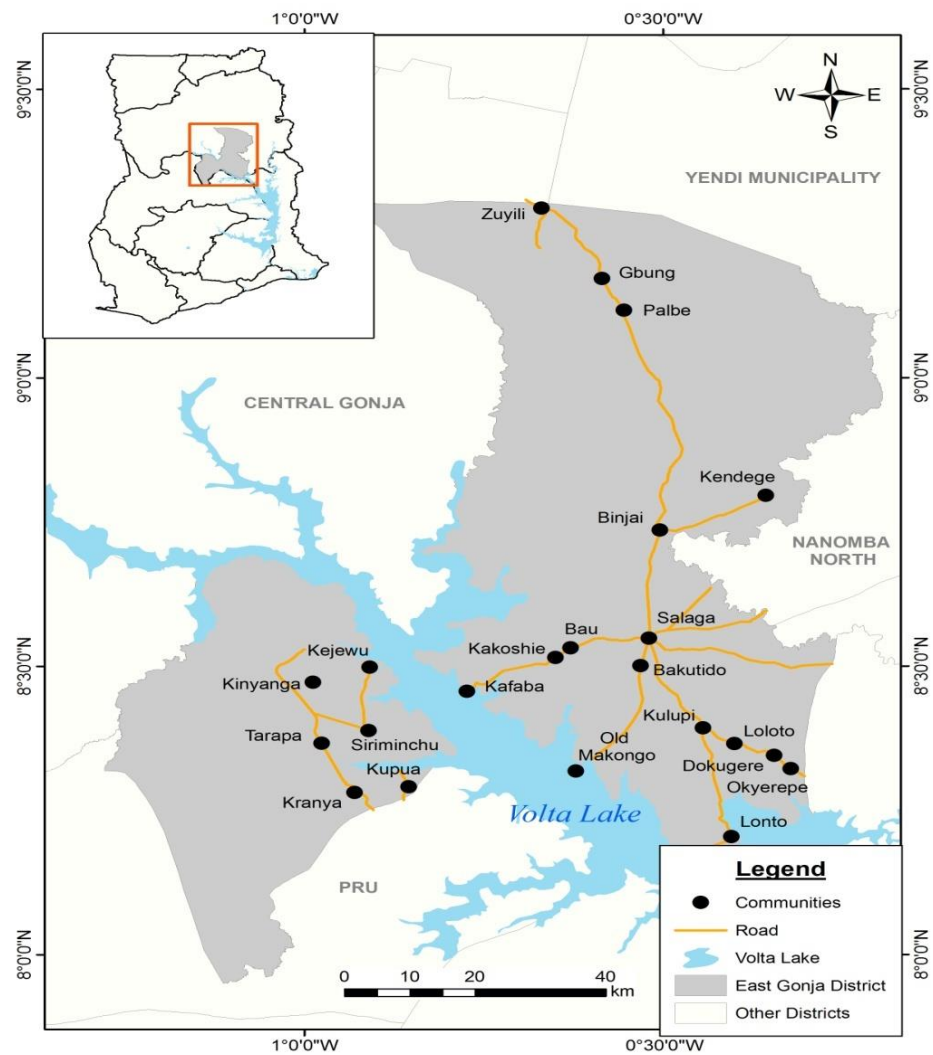 1°0'0"W
0°30'0"W
9°30'0"N
9°30'0"N
N
W E
S
YENDI MUNICIPALITY
Zuyili
Gbung
Palbe
9°0'0"N
9°0'0"N
CENTRAL GONJA
Kendege
Binjai
NANOMBA
NORTH
Salaga
Bau
Kakoshie
Kejewu
8°30'0"N
8°30'0"N
Bakutido
Kinyanga
Kafaba
Kulupi
Loloto
Tarapa
Siriminchu
Old
Makongo
Dokugere
Kupua
Okyerepe
Kranya
Volta Lake
Lonto
PRU
Legend
Communities
Road
Volta Lake
East Gonja District
Other Districts
8°0'0"N
8°0'0"N
0 10 20 40
km
1°0'0"W
0°30'0"W